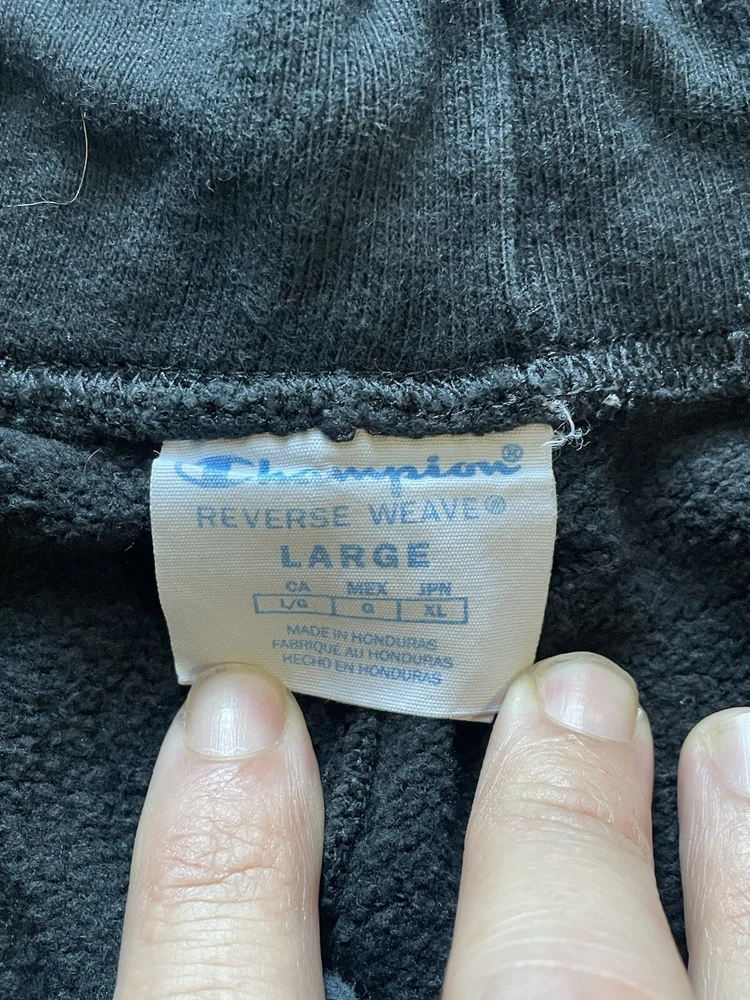 Champion®
REVERSE WEAVE®
LARGE
CA MEX JPN
L/G G XL
MADE IN HONDURAS
FABRIQUÉ AU HONDURAS
HECHO EN HONDURAS